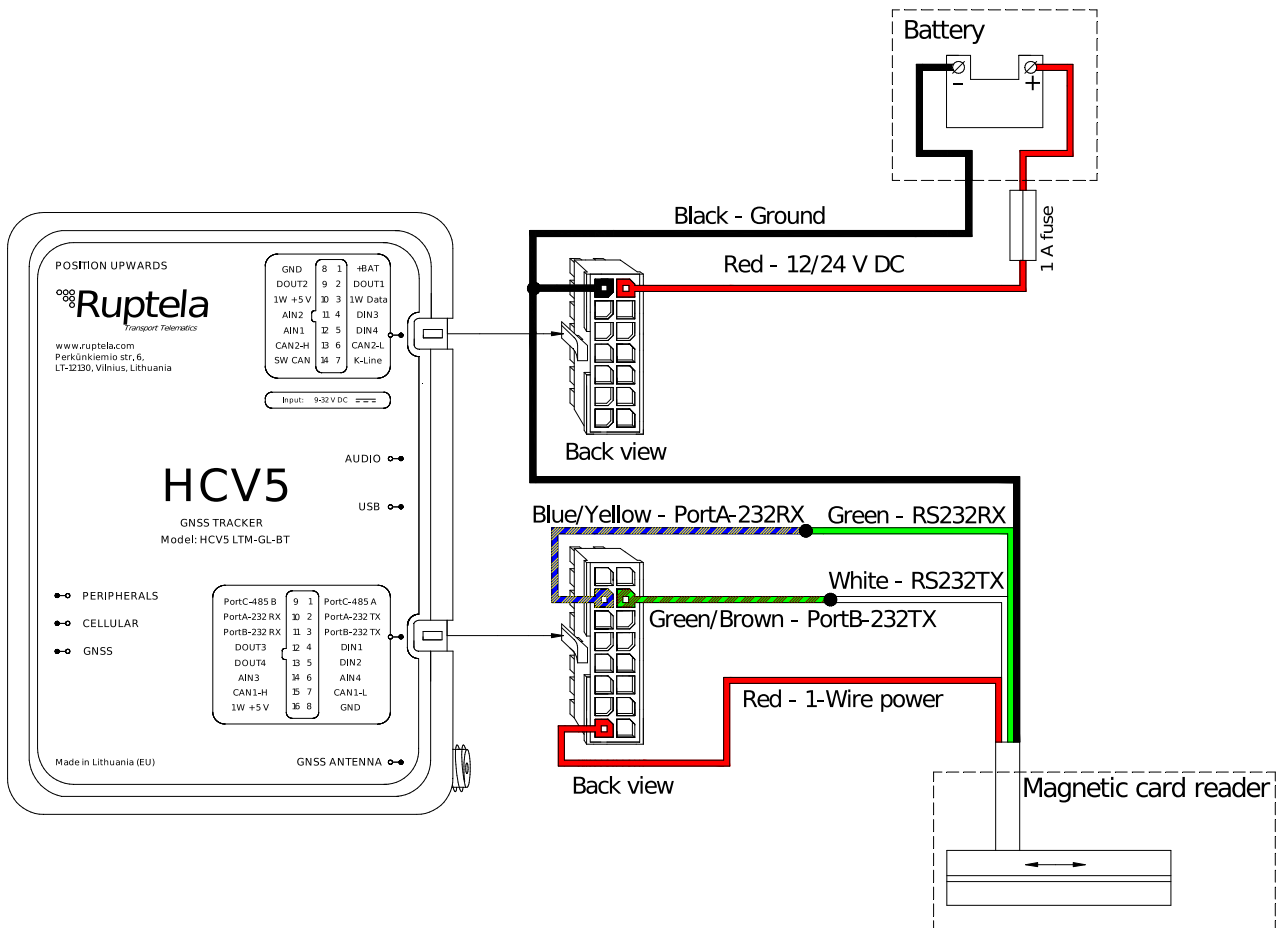 Battery
- +
1 A fuse
Black - Ground
Red - 12/24 V DC
Back view
POSITION UPWARDS
Ruptela
Transport Telematics
www.ruptela.com
Perkūnkiemio str, 6,
LT-12130, Vilnius, Lithuania
GND 8 1 +BAT
DOUT2 9 2 DOUT1
1W +5 V 10 3 1W Data
AIN2 11 4 DIN3
AIN1 12 5 DIN4
CAN2-H 13 6 CAN2-L
SW CAN 14 7 K-Line
Input: 9-32 V DC
AUDIO
HCV5
USB
GNSS TRACKER
Model: HCV5 LTM-GL-BT
PERIPHERALS
CELLULAR
GNSS
PortC-485 B 9 1 PortC-485 A
PortA-232 RX 10 2 PortA-232 TX
PortB-232 RX 11 3 PortB-232 TX
DOUT3 12 4 DIN1
DOUT4 13 5 DIN2
AIN3 14 6 AIN4
CAN1-H 15 7 CAN1-L
1W +5 V 16 8 GND
Made in Lithuania (EU)
GNSS ANTENNA
Blue/Yellow - PortA-232RX
Green - RS232RX
White - RS232TX
Green/Brown - PortB-232TX
Red - 1-Wire power
Back view
Magnetic card reader